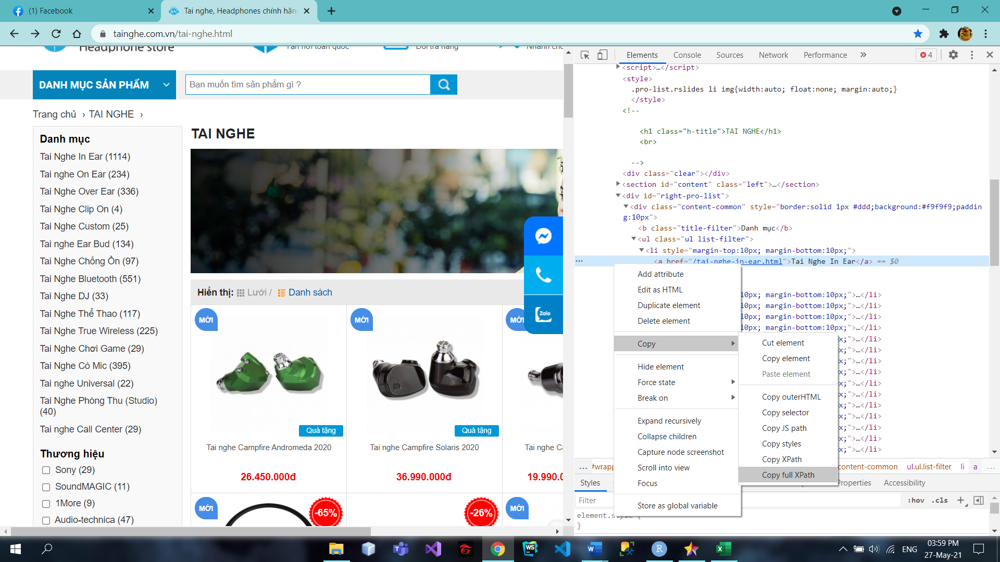 (1) Facebook
Tai nghe, Headphones chính hãng
tainghe.com.vn/tai-nghe.html
Headphone store
Tận nơi toàn quốc
Đổi trả hàng
DANH MỤC SẢN PHẨM
Bạn muốn tìm sản phẩm gì ?
Trang chủ › TAI NGHE ›
Danh mục
Tai Nghe In Ear (1114)
Tai nghe On Ear (234)
Tai Nghe Over Ear (336)
Tai Nghe Clip On (4)
Tai Nghe Custom (25)
Tai nghe Ear Bud (134)
Tai Nghe Chống Ồn (97)
Tai Nghe Bluetooth (551)
Tai Nghe DJ (33)
Tai Nghe Thể Thao (117)
Tai Nghe True Wireless (225)
Tai Nghe Chơi Game (29)
Tai Nghe Có Mic (395)
Tai nghe Universal (22)
Tai Nghe Phòng Thu (Studio)
(40)
Tai nghe Call Center (29)
Thương hiệu
Sony (29)
SoundMAGIC (11)
1More (9)
Audio-technica (47)
TAI NGHE
Zalo
Hiển thị: Lưới / Danh sách
MỚI
MỚI
MỚI
Quà tặng
Quà tặng
Tai nghe Campfire Andromeda 2020
Tai nghe Campfire Solaris 2020
Tai nghe Ca
26.450.000đ
36.990.000đ
19.990.0
MỚI
-65%
-26%
MỚI
Elements
Console
Sources
Network
Performance
»
4
<script>…</script>
<style>
.pro-list.rslides li img{width:auto; float:none; margin:auto;}
</style>
<!--
<h1 class="h-title">TAI NGHE</h1>
<br>
-->
<div class="clear"></div>
<section id="content" class="left">…</section>
<div id="right-pro-list">
<div class="content-common" style="border:solid 1px #ddd;background:#f9f9f9;paddin
g:10px">
<b class="title-filter">Danh mục</b>
<ul class="ul list-filter">
<li style="margin-top:10px; margin-bottom:10px;">
<a href="/tai-nghe-in-ear.html">Tai Nghe In Ear</a> == $0
10px; margin-bottom:10px;">…</li>
10px; margin-bottom:10px;">…</li>
10px; margin-bottom:10px;">…</li>
10px; margin-bottom:10px;">…</li>
x;">…</li>
x;">…</li>
x;">…</li>
x;">…</li>
x;">…</li>
x;">…</li>
x;">…</li>
x;">…</li>
x;">…</li>
x;">…</li>
x;">…</li>
Add attribute
Edit as HTML
Duplicate element
Delete element
Copy
Hide element
Force state
Break on
Expand recursively
Collapse children
Capture node screenshot
Scroll into view
Focus
Store as global variable
Cut element
Copy element
Paste element
Copy outerHTML
Copy selector
Copy JS path
Copy styles
Copy XPath
Copy full XPath
... #wrapp
content-common ul.ul.list-filter li a ...
Styles
Properties
Accessibility
Filter
:hov .cls
element.style {
}
WS
ENG
03:59 PM
27-May-21